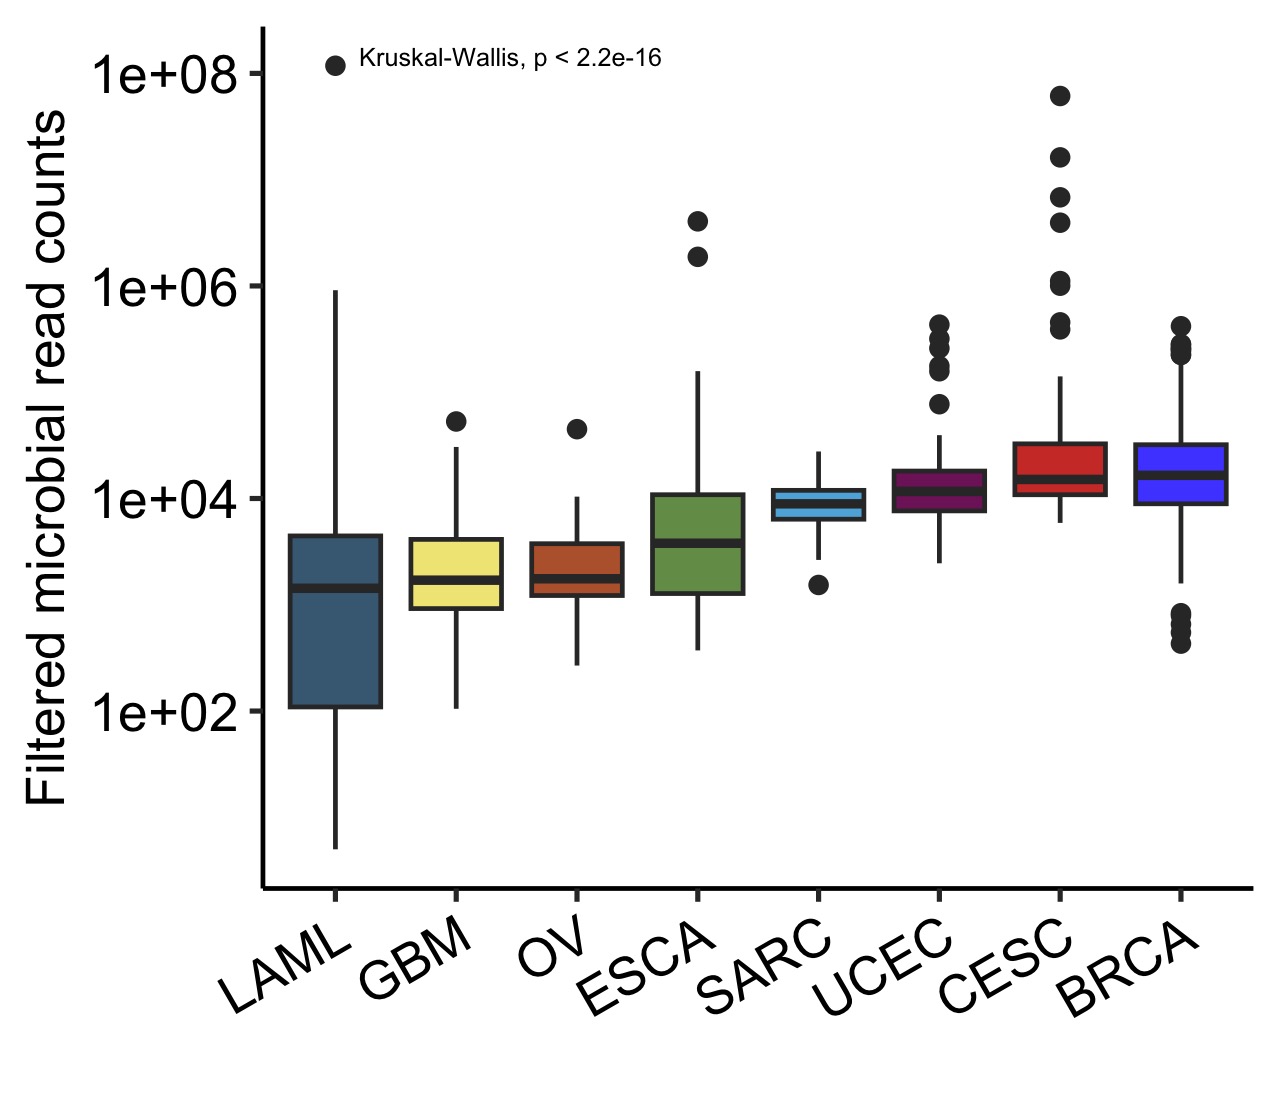 Kruskal-Wallis, p < 2.2e-16
Filtered microbial read counts
1e+08
1e+06
1e+04
1e+02
LAML
GBM
OV
ESCA
SARC
UCEC
CESC
BRCA